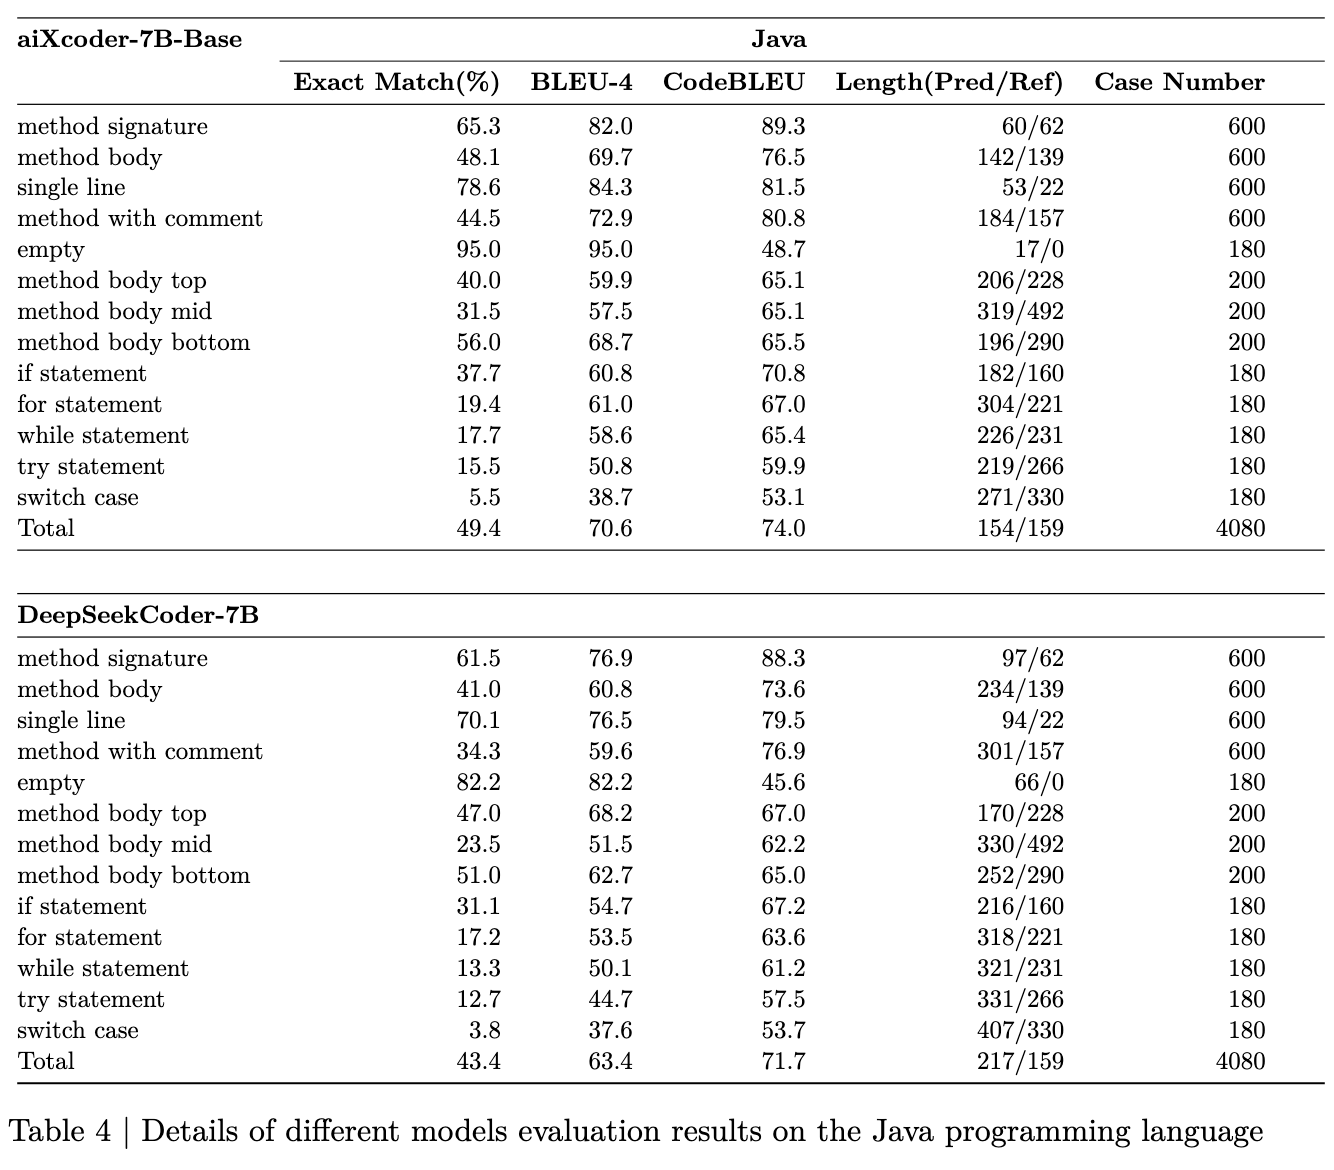 aiXcoder-7B-Base Java
Exact Match(%) BLEU-4 CodeBLEU Length(Pred/Ref) Case Number
method signature 65.3 82.0 89.3 60/62 600
method body 48.1 69.7 76.5 142/139 600
single line 78.6 84.3 81.5 53/22 600
method with comment 44.5 72.9 80.8 184/157 600
empty 95.0 95.0 48.7 17/0 180
method body top 40.0 59.9 65.1 206/228 200
method body mid 31.5 57.5 65.1 319/492 200
method body bottom 56.0 68.7 65.5 196/290 200
if statement 37.7 60.8 70.8 182/160 180
for statement 19.4 61.0 67.0 304/221 180
while statement 17.7 58.6 65.4 226/231 180
try statement 15.5 50.8 59.9 219/266 180
switch case 5.5 38.7 53.1 271/330 180
Total 49.4 70.6 74.0 154/159 4080
DeepSeekCoder-7B
method signature 61.5 76.9 88.3 97/62 600
method body 41.0 60.8 73.6 234/139 600
single line 70.1 76.5 79.5 94/22 600
method with comment 34.3 59.6 76.9 301/157 600
empty 82.2 82.2 45.6 66/0 180
method body top 47.0 68.2 67.0 170/228 200
method body mid 23.5 51.5 62.2 330/492 200
method body bottom 51.0 62.7 65.0 252/290 200
if statement 31.1 54.7 67.2 216/160 180
for statement 17.2 53.5 63.6 318/221 180
while statement 13.3 50.1 61.2 321/231 180
try statement 12.7 44.7 57.5 331/266 180
switch case 3.8 37.6 53.7 407/330 180
Total 43.4 63.4 71.7 217/159 4080
Table 4 | Details of different models evaluation results on the Java programming language